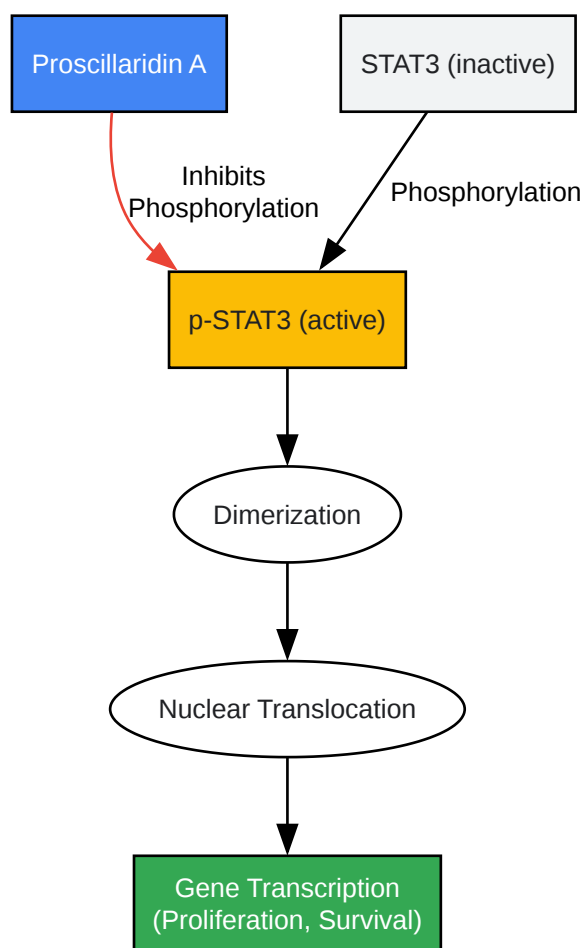 Proscillaridin A
STAT3 (inactive)
Inhibits
Phosphorylation
Phosphorylation
p-STAT3 (active)
Dimerization
Nuclear Translocation
Gene Transcription
(Proliferation, Survival)